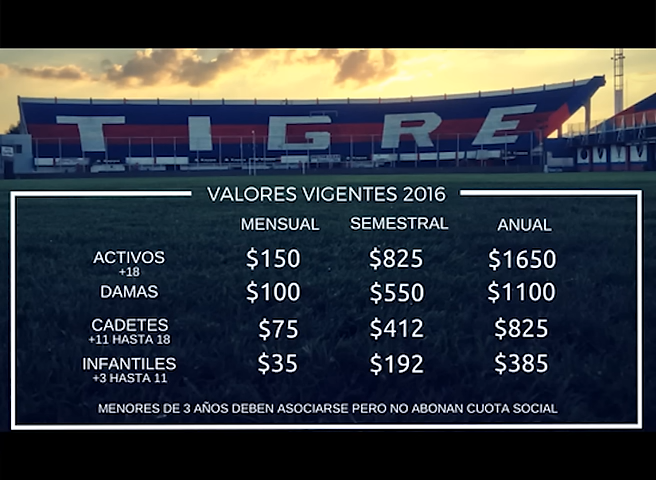 TIGRE
VALORES VIGENTES 2016
MENSUAL SEMESTRAL ANUAL
ACTIVOS $150 $825 $1650
+18
DAMAS $100 $550 $1100
CADETES $75 $412 $825
+11 HASTA 18
INFANTILES $35 $192 $385
+3 HASTA 11
MENORES DE 3 AÑOS DEBEN ASOCIARSE PERO NO ABONAN CUOTA SOCIAL